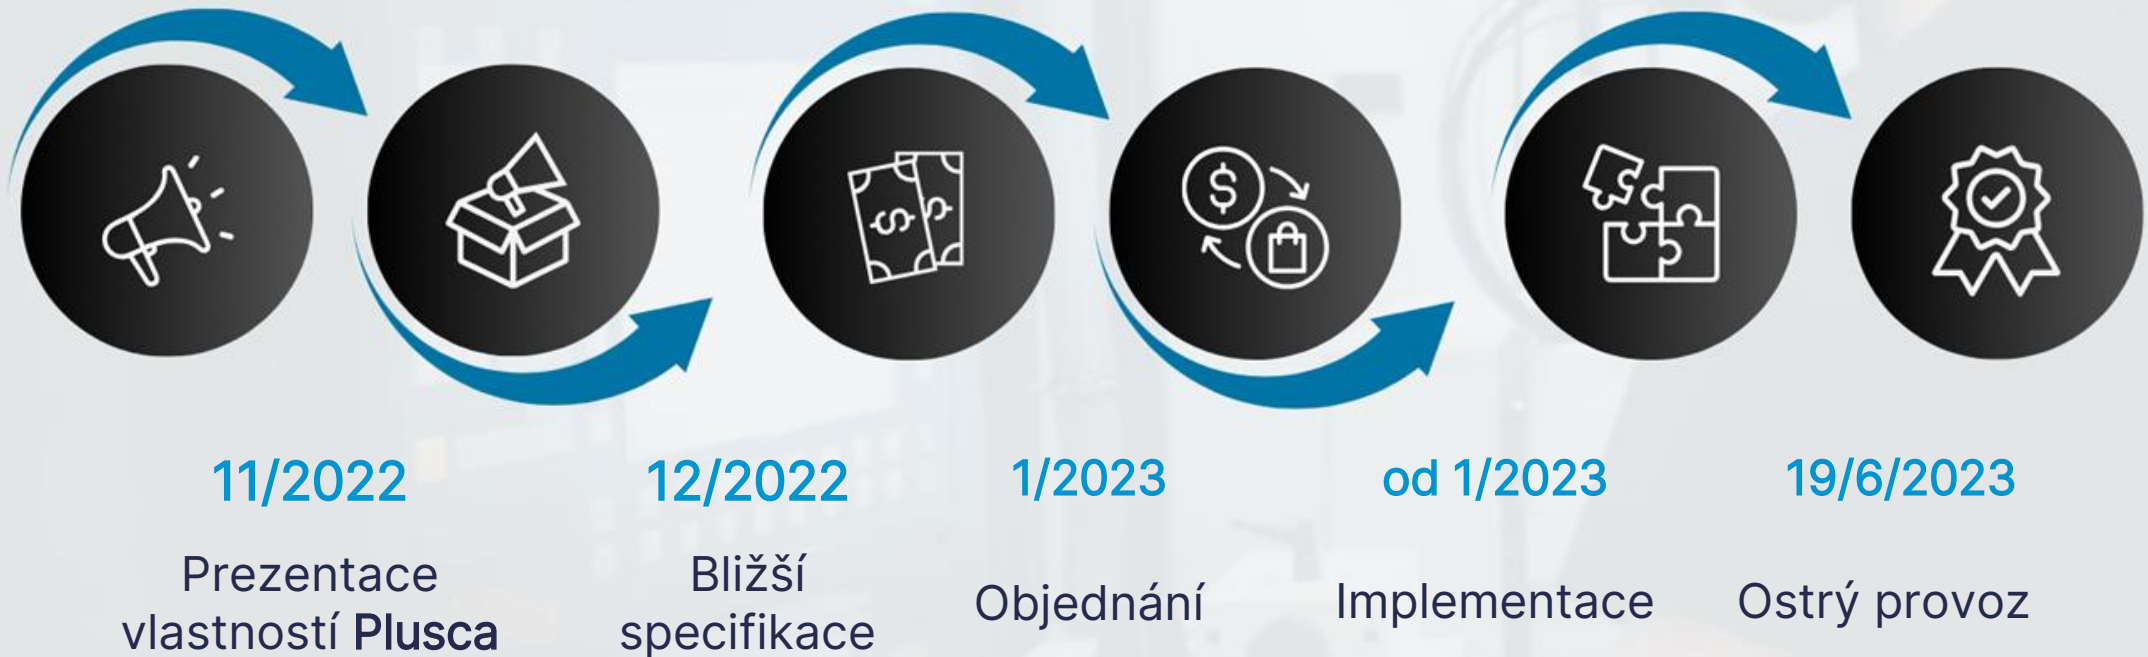 11/2022
Prezentace
vlastností Plusca
12/2022
Bližší
specifikace
1/2023
Objednání
od 1/2023
Implementace
19/6/2023
Ostrý provoz